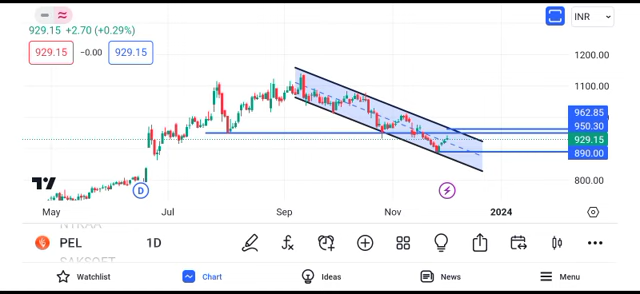 INR
929.15 +2.70 (+0.29%)
929.15 −0.00 929.15
1200.00
1100.00
962.85
950.30
929.15
890.00
800.00
D
May Jul Sep Nov 2024
PEL 1D
SAKSOFT
Watchlist Chart Ideas News Menu